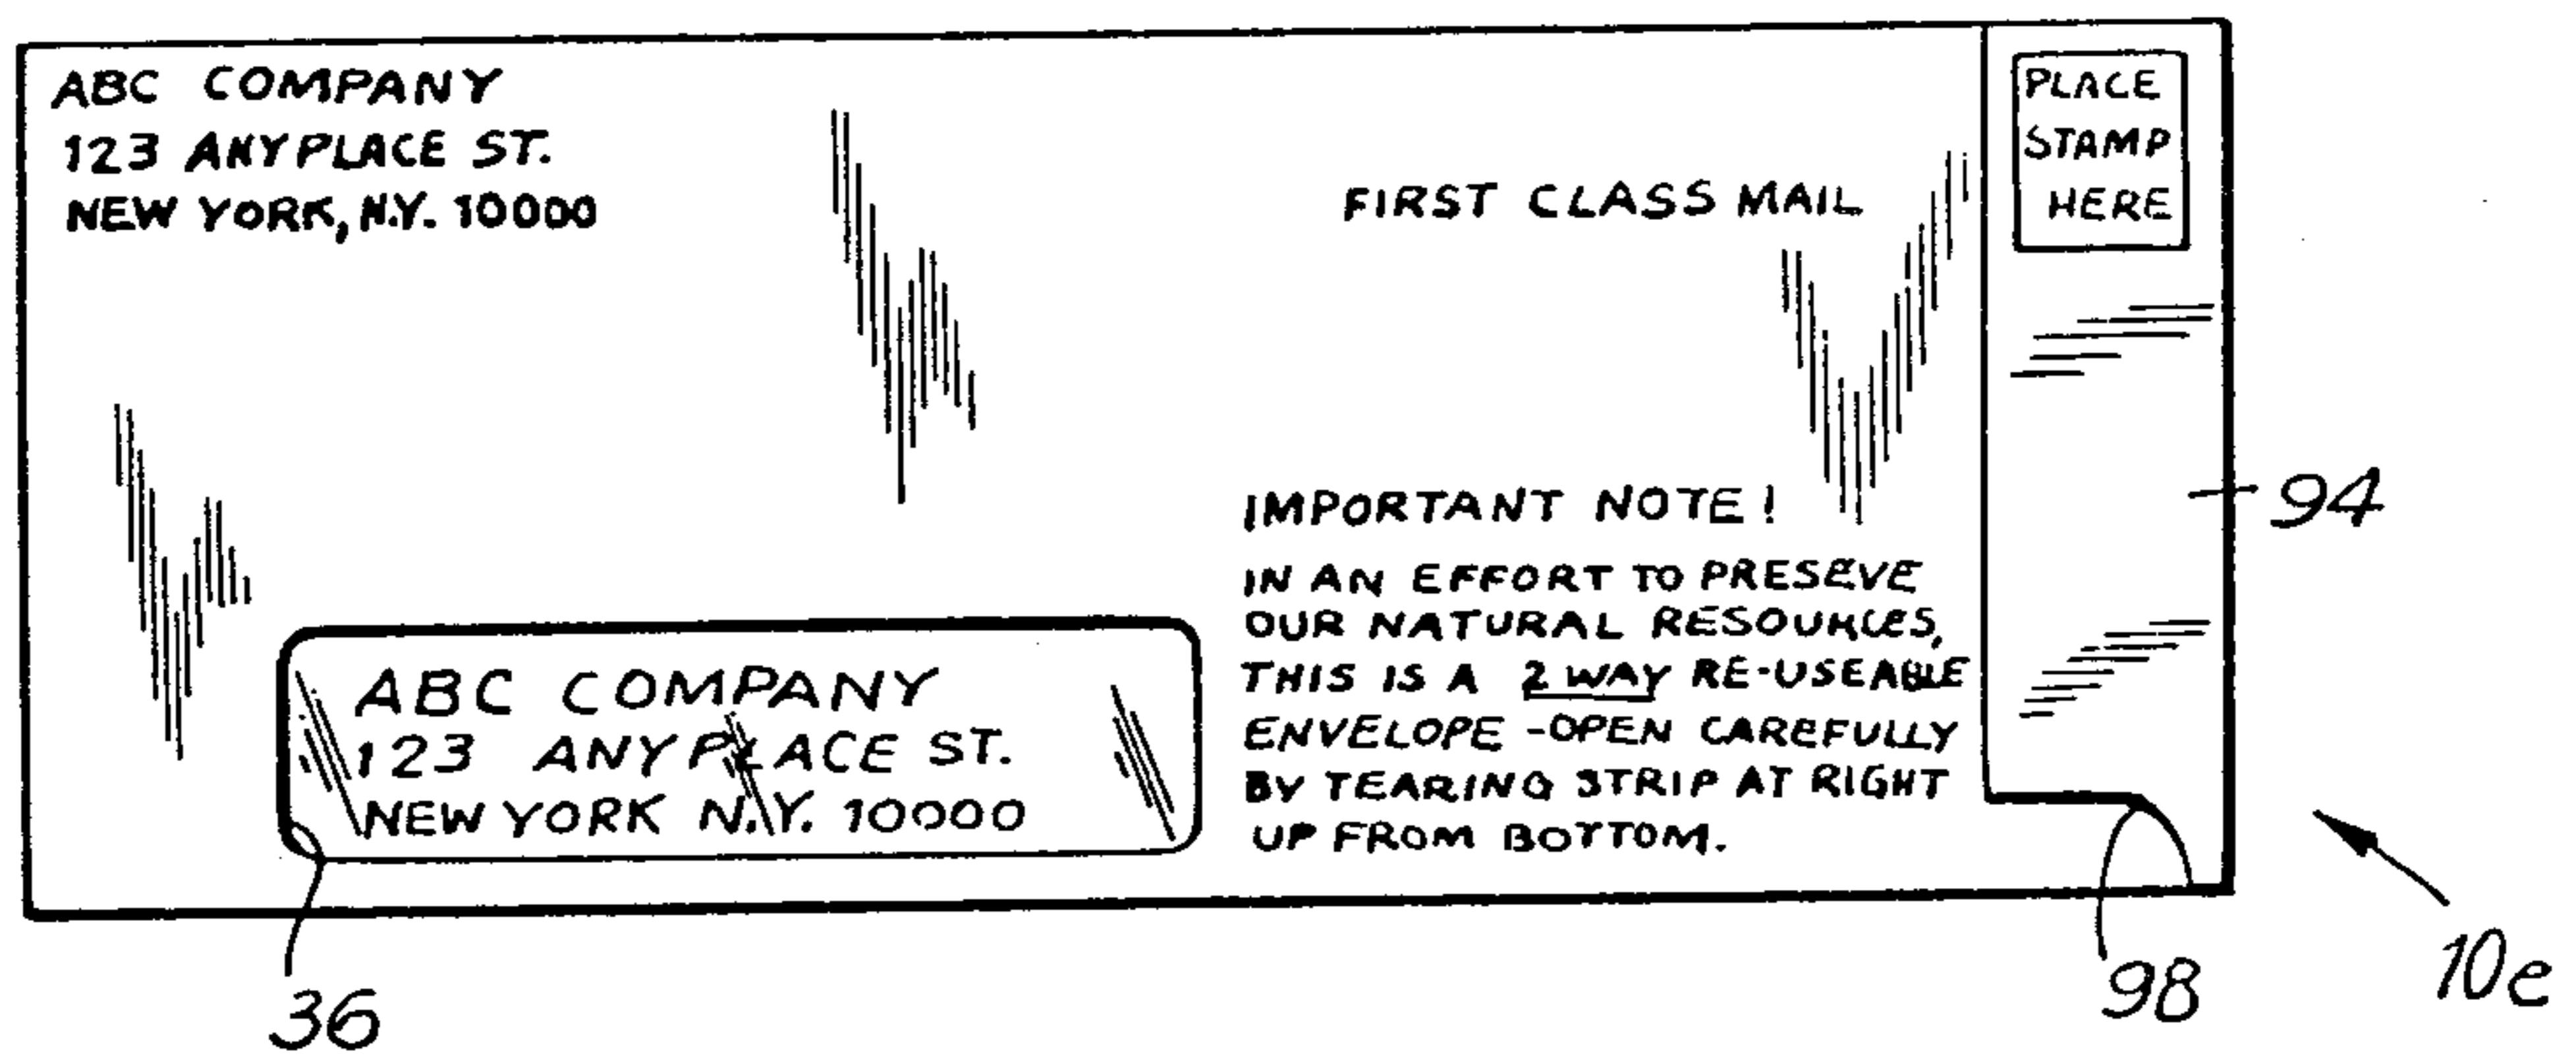 ABC COMPANY
123 ANYPLACE ST.
NEW YORK, N.Y. 10000
FIRST CLASS MAIL
PLACE
STAMP
HERE
IMPORTANT NOTE!
IN AN EFFORT TO PRESEVE
OUR NATURAL RESOURCES,
THIS IS A 2 WAY RE-USEABLE
ENVELOPE -OPEN CAREFULLY
BY TEARING STRIP AT RIGHT
UP FROM BOTTOM.
ABC COMPANY
123 ANYPLACE ST.
NEW YORK N.Y. 10000
94
36
98
10e